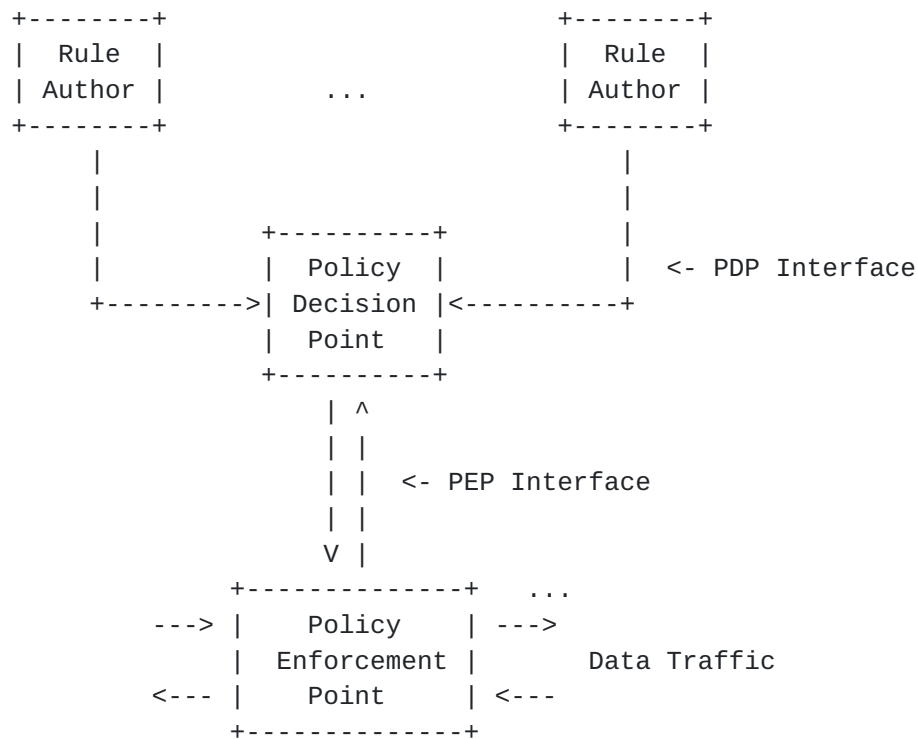 Rule Rule
Author ... Author
Policy
Decision <- PDP Interface
Point
<- PEP Interface
...
Policy
Enforcement Data Traffic
Point